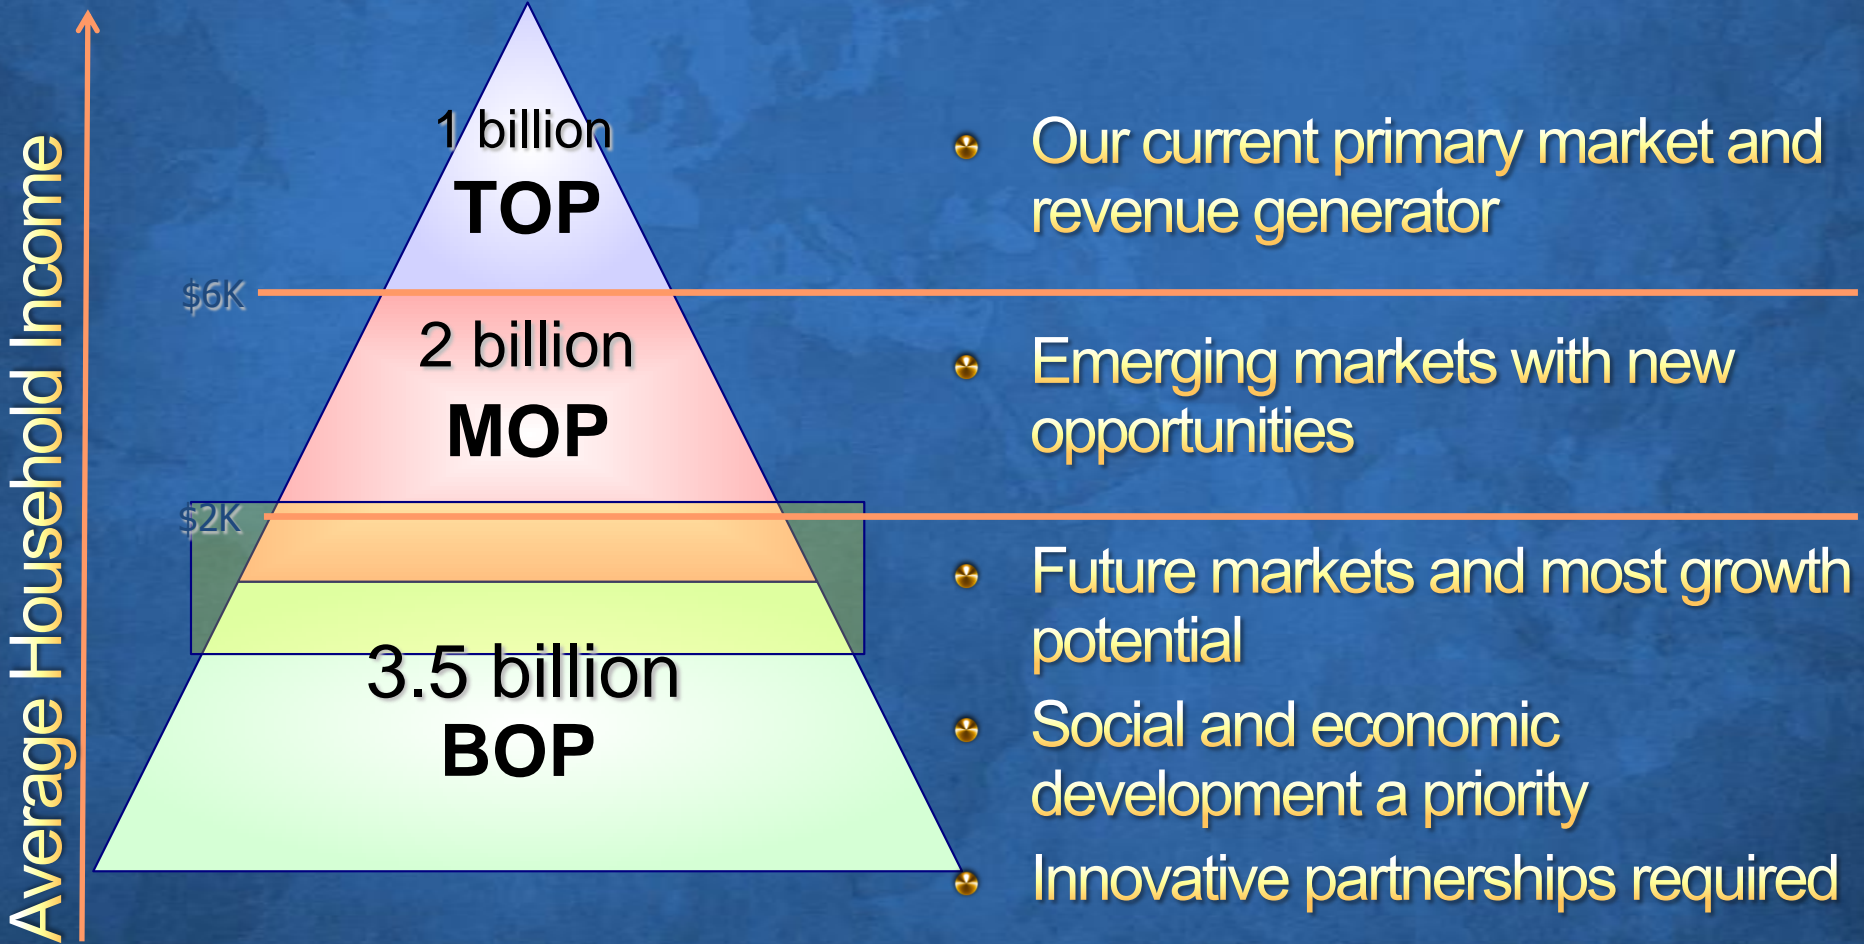 Average Household Income
1 billion
TOP
$6K
2 billion
MOP
$2K
3.5 billion
BOP
Our current primary market and
revenue generator
Emerging markets with new
opportunities
Future markets and most growth
potential
Social and economic
development a priority
Innovative partnerships required